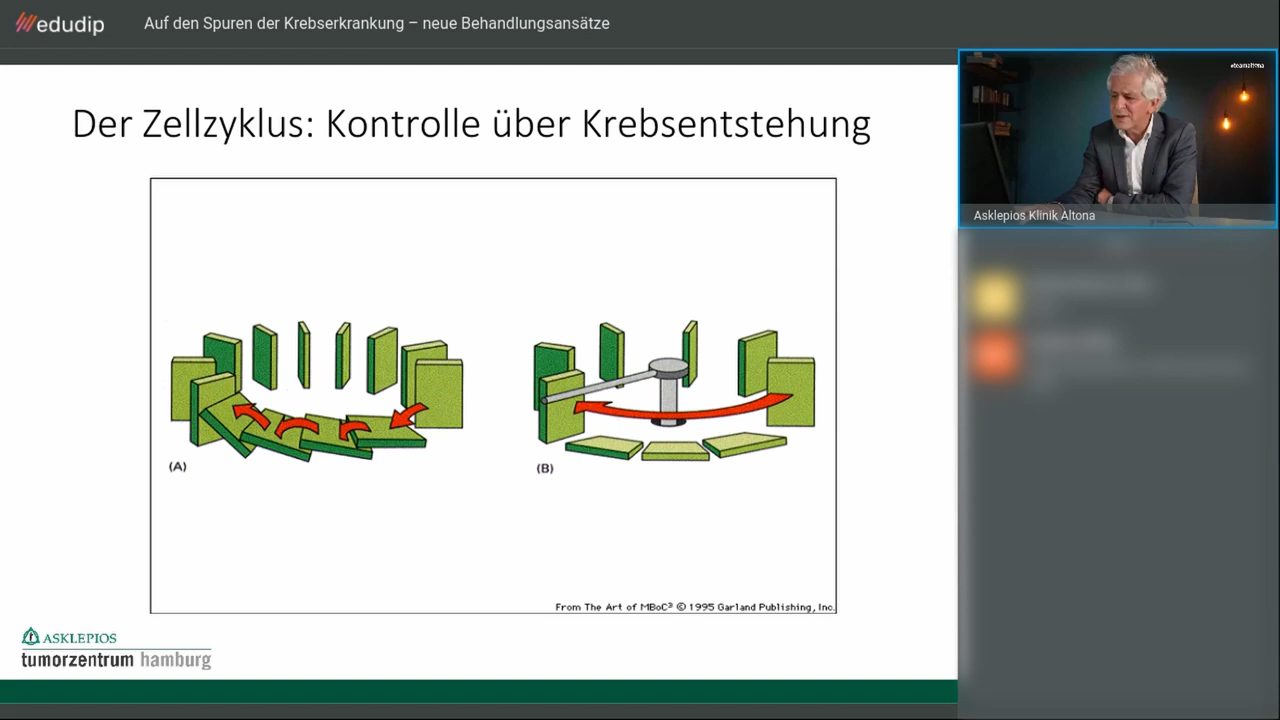 edudip
Auf den Spuren der Krebserkrankung – neue Behandlungsansätze
Der Zellzyklus: Kontrolle über Krebsentstehung
(A)
(B)
From The Art of MBoC³ © 1995 Garland Publishing, Inc.
ASKLEPIOS
tumorzentrum hamburg
#teamaltona
Asklepios Klinik Altona